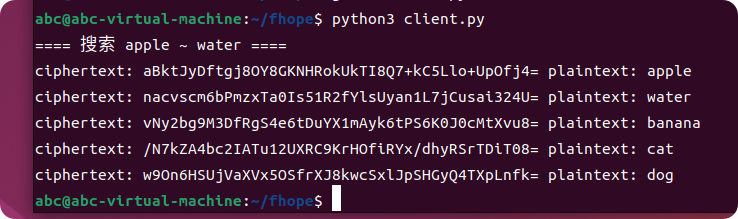 abc@abc-virtual-machine:~/fhope$ python3 client.py
==== 搜索 apple ~ water ====
ciphertext: aBktJyDftgj8OY8GKNHRokUkTI8Q7+kC5Llo+UpOfj4= plaintext: apple
ciphertext: nacvscm6bPmzxTa0Is51R2fYlsUyan1L7jCusai324U= plaintext: water
ciphertext: vNy2bg9M3DfRgS4e6tDuYX1mAyk6tPS6K0J0cMtXvu8= plaintext: banana
ciphertext: /N7kZA4bc2IATu12UXRC9KrHOfiRYx/dhyRSrTDiT08= plaintext: cat
ciphertext: w9On6HSUjVaXVx5OSfrXJ8kwcSxlJpSHGyQ4TXpLnfk= plaintext: dog
abc@abc-virtual-machine:~/fhope$